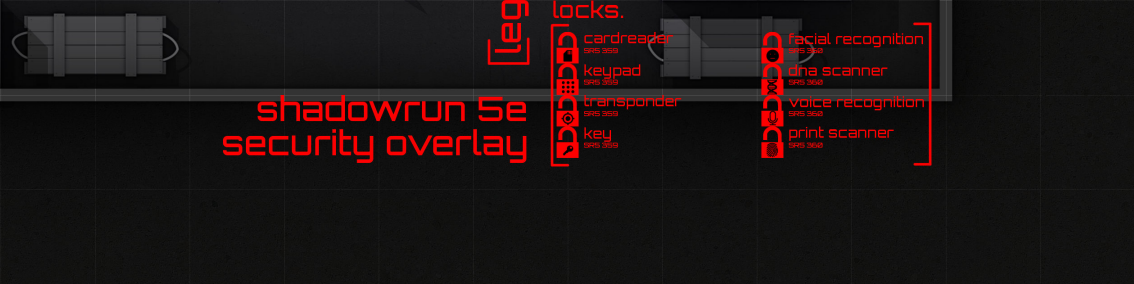 leg
locks.
cardreader
SR5 363
keypad
SR5 359
transponder
SR5 359
key
SR5 359
facial recognition
SR5 360
dna scanner
SR5 360
voice recognition
SR5 360
print scanner
SR5 360
shadowrun 5e
security overlay